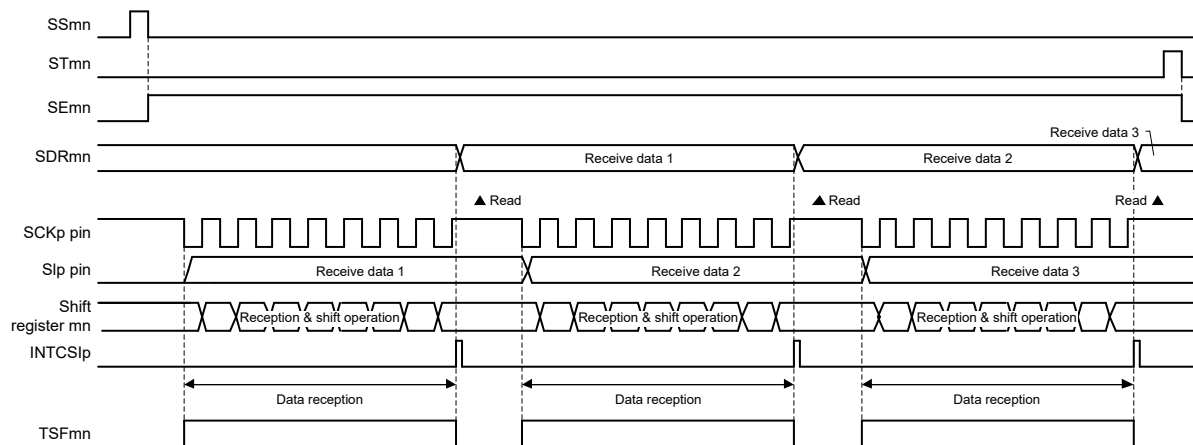 SSmn
STmn
SEmn
Receive data 3
SDRmn
Receive data 1
Receive data 2
▲ Read
▲ Read
Read ▲
SCKp pin
SIp pin
Receive data 1
Receive data 2
Receive data 3
Shift
register mn
Reception & shift operation
Reception & shift operation
Reception & shift operation
INTCSIp
Data reception
Data reception
Data reception
TSFmn